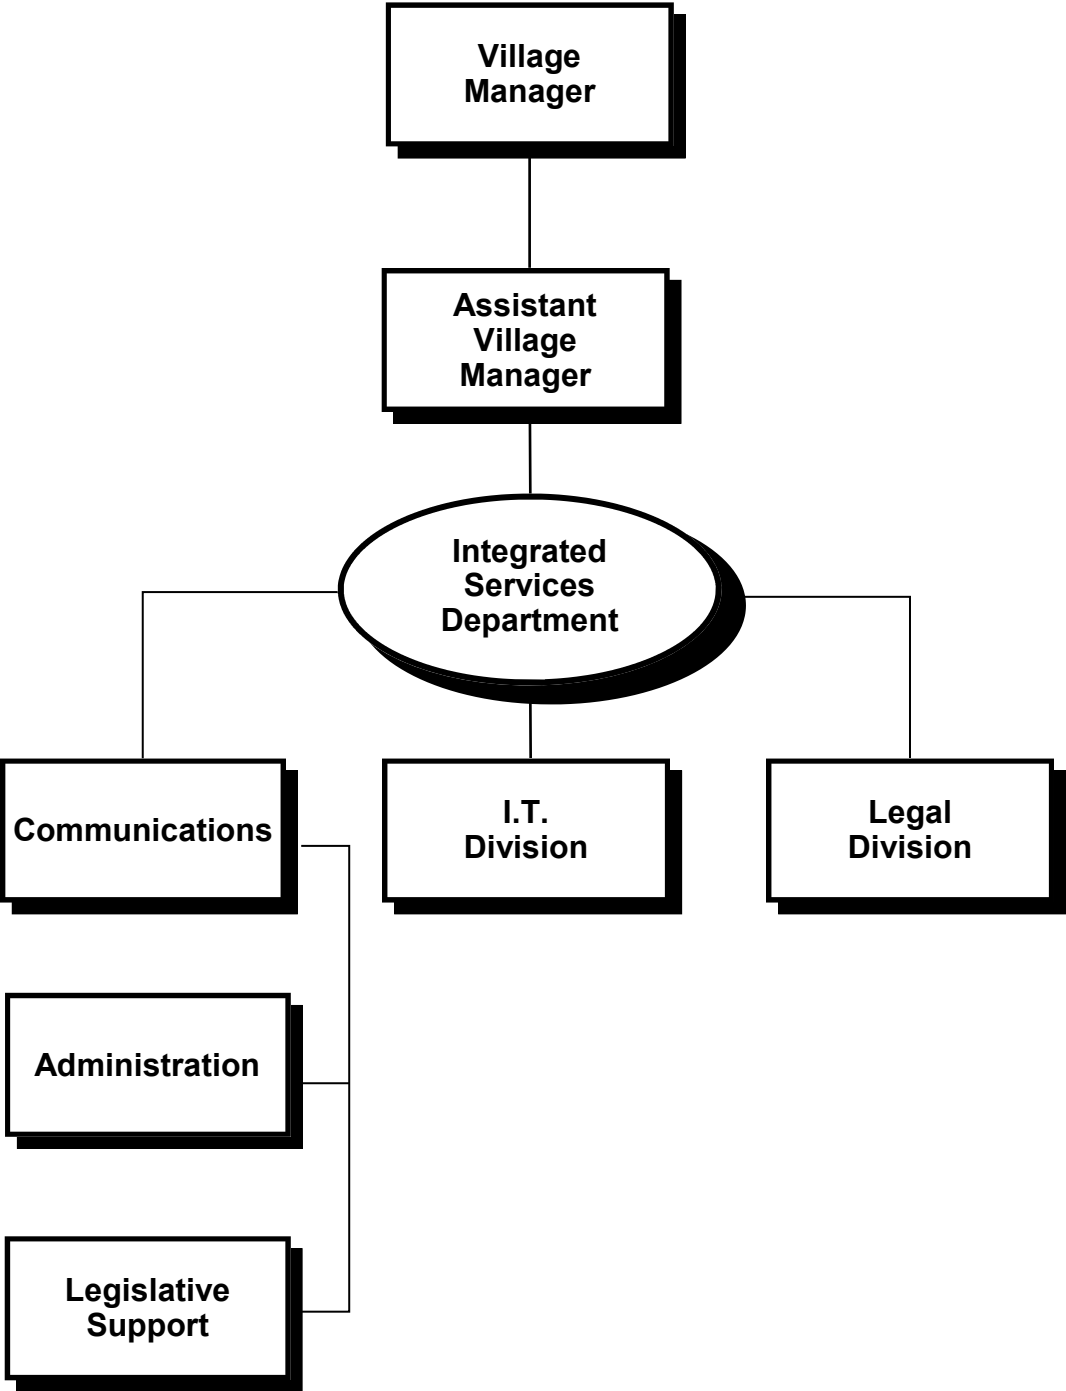 Village
Manager
Assistant
Village
Manager
Integrated
Services
Department
Communications
I.T.
Division
Legal
Division
Administration
Legislative
Support